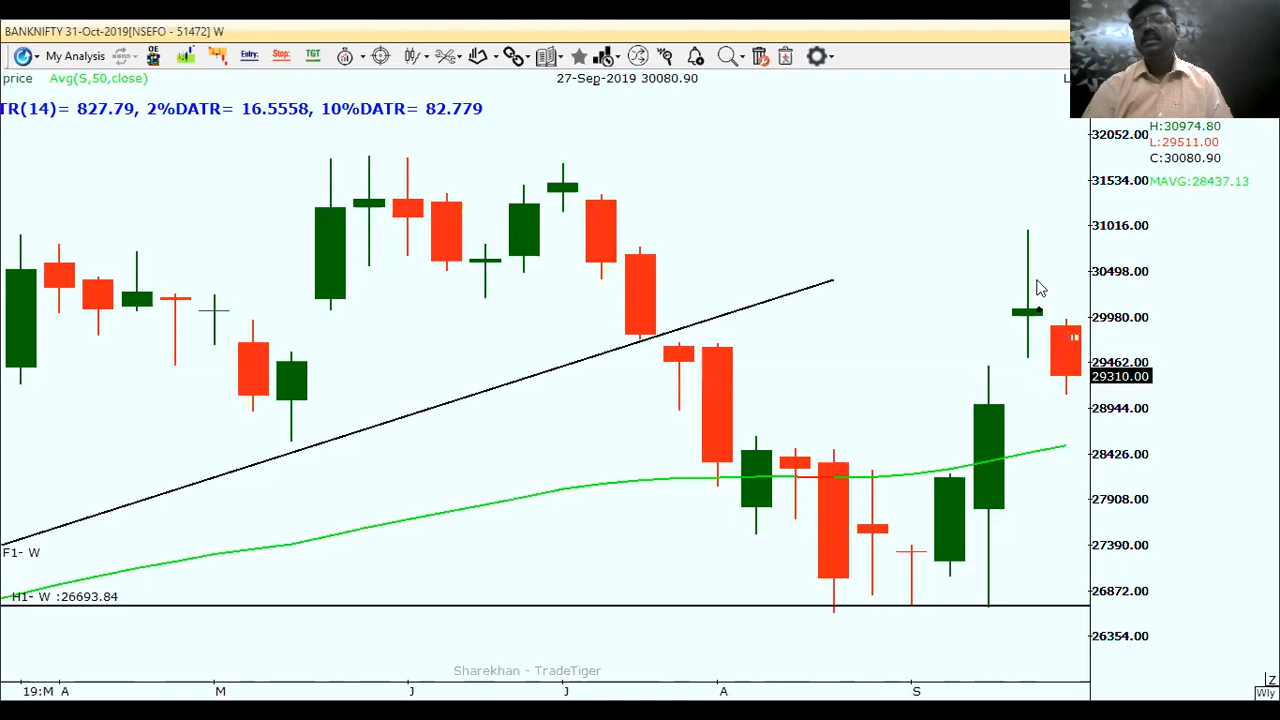 BANKNIFTY 31-Oct-2019[NSEFO - 51472] W
My Analysis OE Entry: Stop: TGT
price Avg(S,50,close) 27-Sep-2019 30080.90 L
TR(14)= 827.79, 2%DATR= 16.5558, 10%DATR= 82.779
H:30974.80
L:29511.00
C:30080.90
MAVG:28437.13
32052.00
31534.00
31016.00
30498.00
29980.00
29462.00
29310.00
28944.00
28426.00
27908.00
27390.00
26872.00
26354.00
F1- W
H1- W :26693.84
Sharekhan - TradeTiger
19:M A M J J A S
Z
Wly